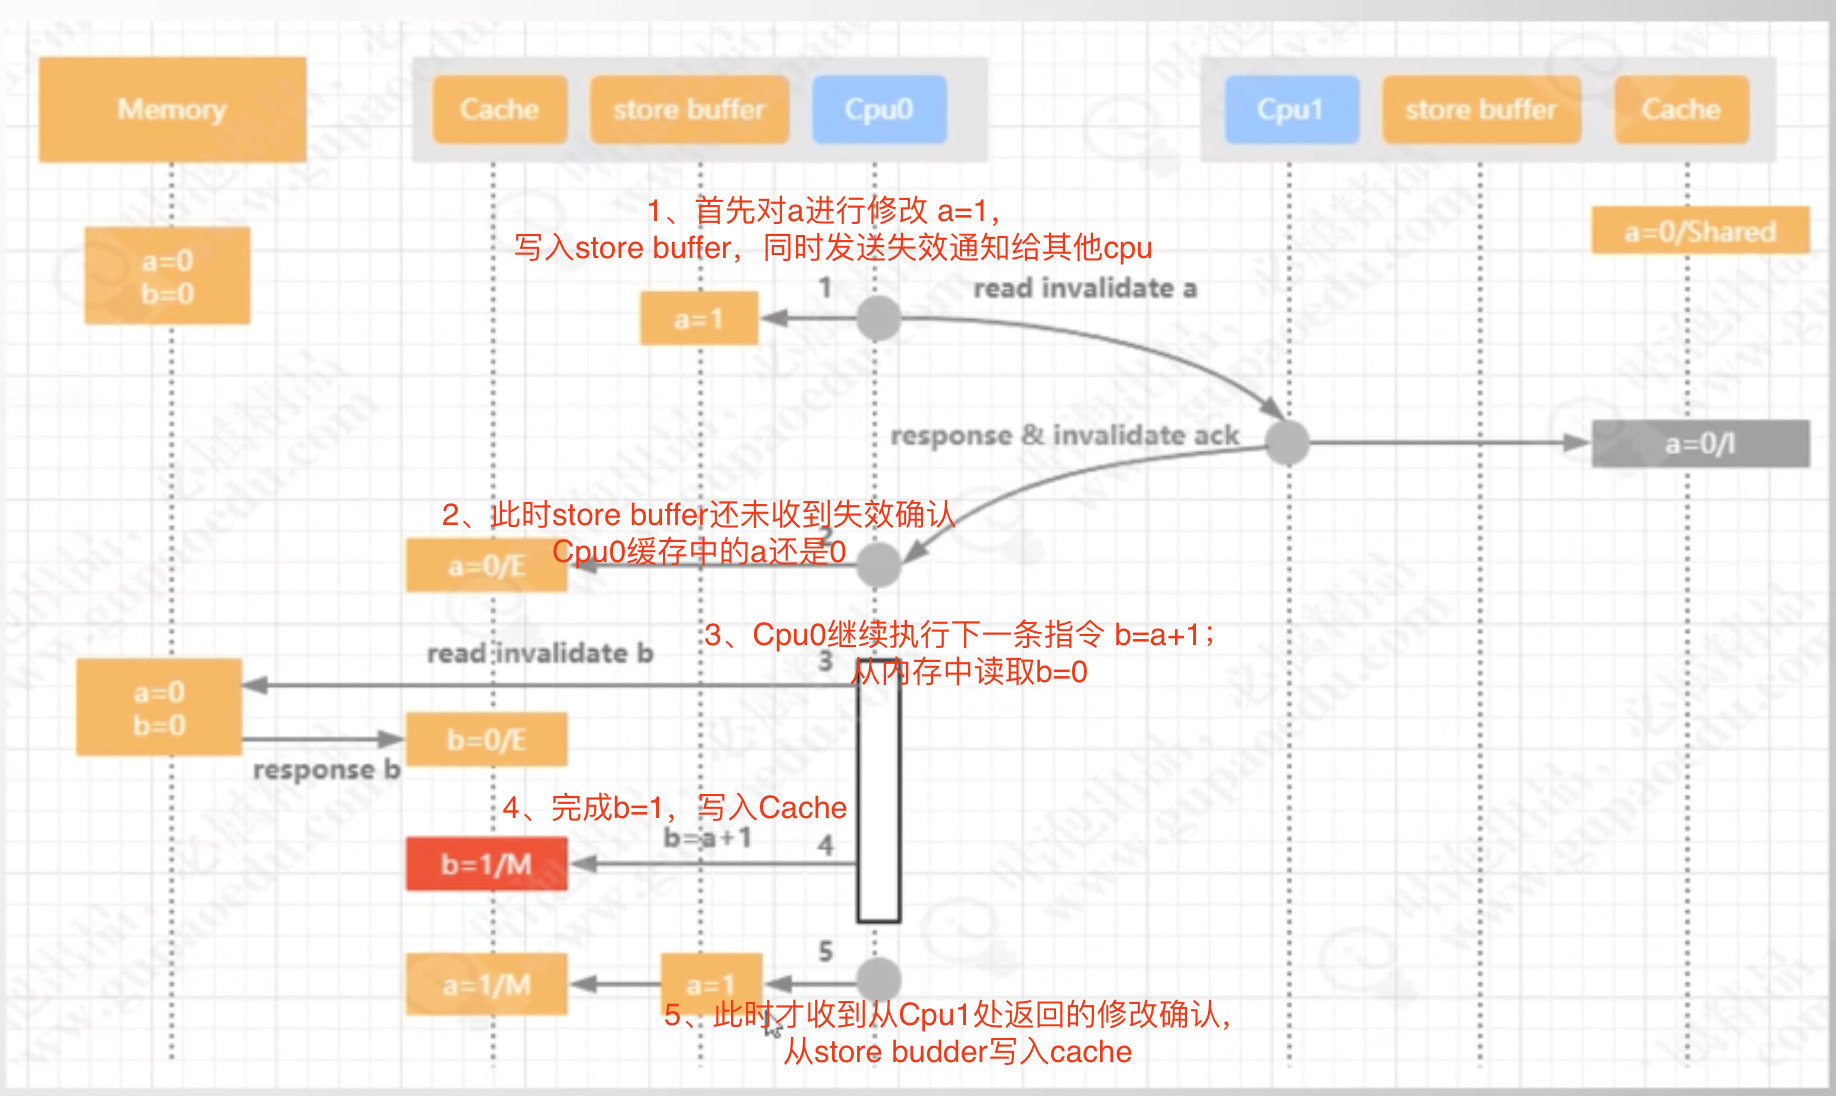 Memory
Cache
store buffer
Cpu0
Cpu1
store buffer
Cache
1、首先对a进行修改 a=1，
写入store buffer，同时发送失效通知给其他cpu
a=0/Shared
a=0
b=0
1
read invalidate a
a=1
response & invalidate ack
a=0/I
2、此时store buffer还未收到失效确认
2
Cpu0缓存中的a还是0
a=0/E
3、Cpu0继续执行下一条指令 b=a+1；
从内存中读取b=0
read invalidate b
3
a=0
b=0
b=0/E
response b
4、完成b=1，写入Cache
b=a+1
4
b=1/M
5
a=1/M
a=1
5、此时才收到从Cpu1处返回的修改确认，
从store budder写入cache